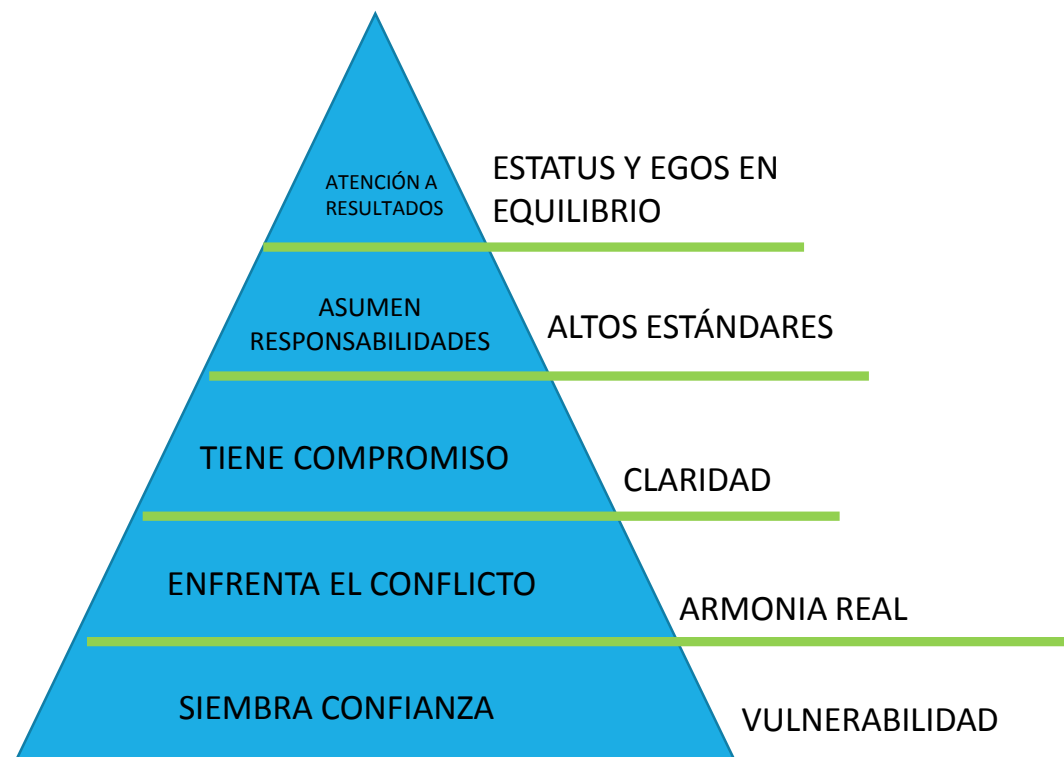 ATENCIÓN A
RESULTADOS
ESTATUS Y EGOS EN
EQUILIBRIO
ASUMEN
RESPONSABILIDADES
ALTOS ESTÁNDARES
TIENE COMPROMISO
CLARIDAD
ENFRENTA EL CONFLICTO
ARMONIA REAL
SIEMBRA CONFIANZA
VULNERABILIDAD